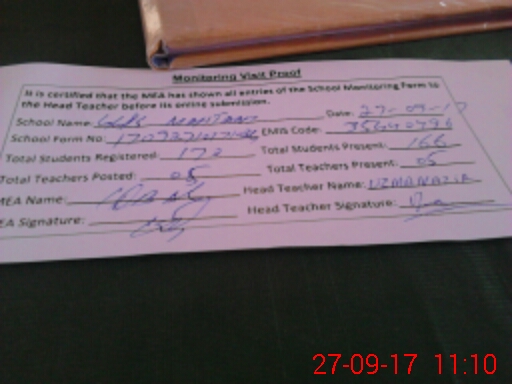 Monitoring Visit Proof
It is certified that the MEA has shown all entries of the School Monitoring Form to
the Head Teacher before its online submission.
School Name: Date: 27-09-17
School Form No: EMIS Code:
Total Students Registered: 172 Total Students Present: 166
Total Teachers Posted: 05 Total Teachers Present: 05
MEA Name: Head Teacher Name: UZMA NAZIR
MEA Signature: Head Teacher Signature:
27-09-17 11:10